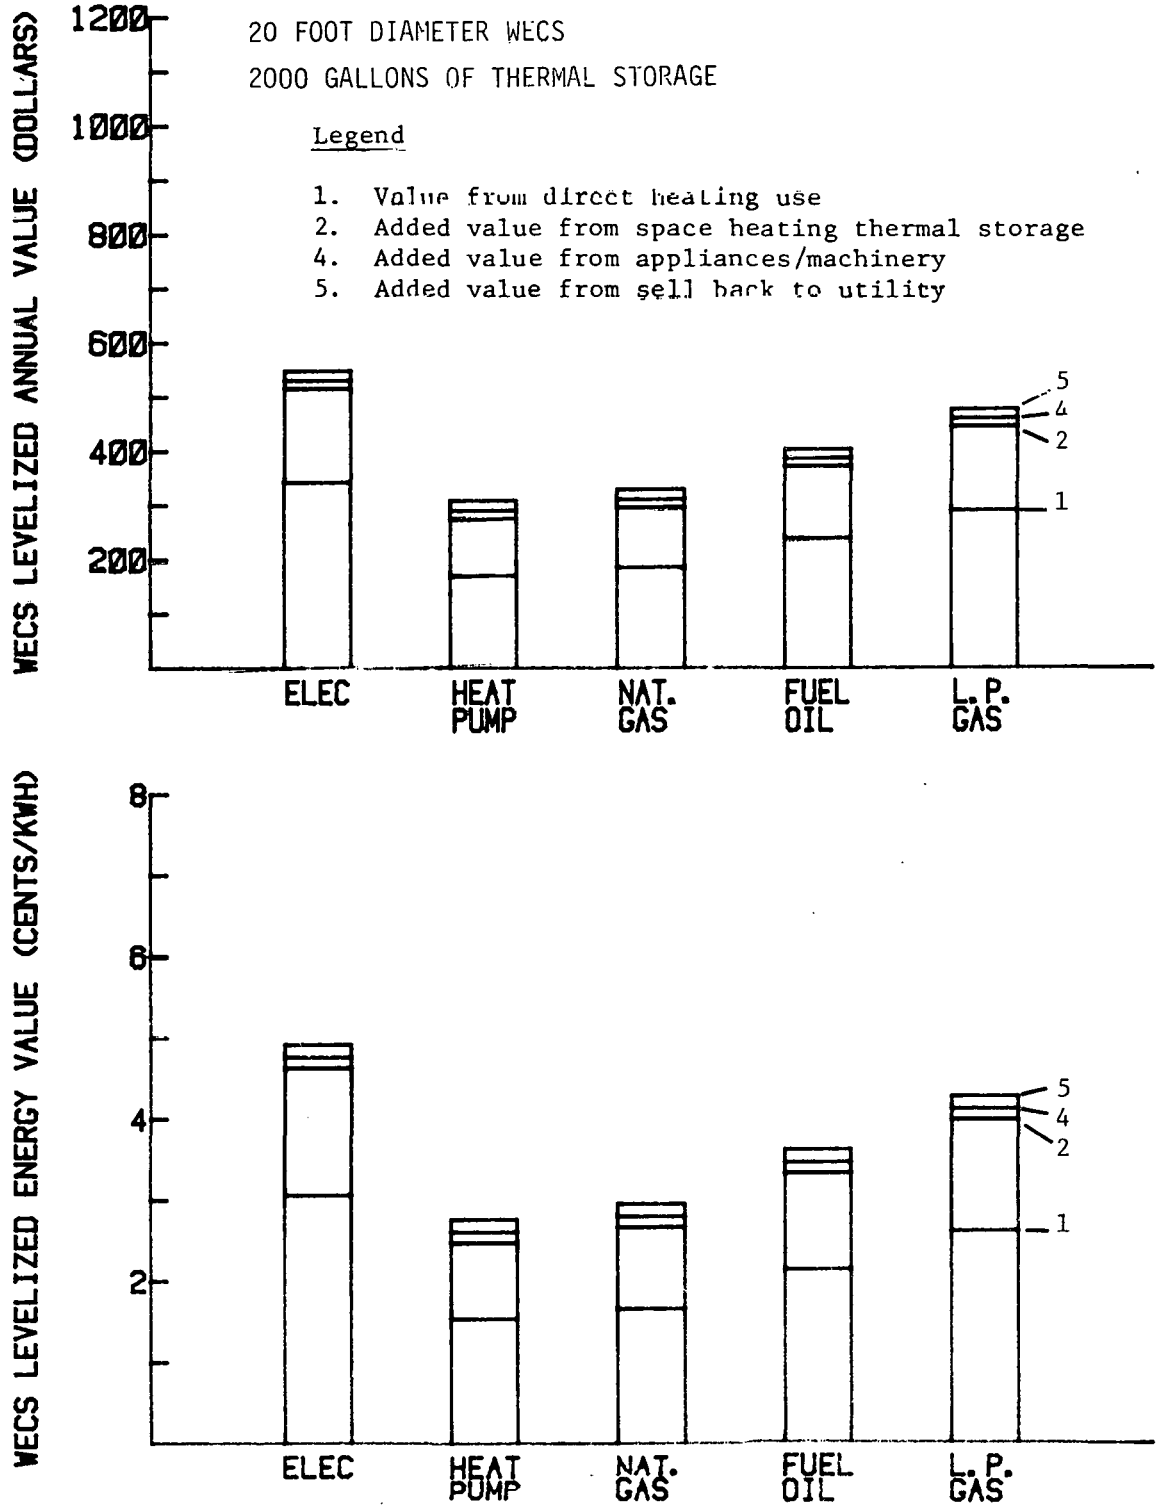 WECS LEVELIZED ANNUAL VALUE (DOLLARS)
1200
1000
800
600
400
200
20 FOOT DIAMETER WECS
2000 GALLONS OF THERMAL STORAGE
Legend
1. Value from direct heating use
2. Added value from space heating thermal storage
4. Added value from appliances/machinery
5. Added value from sell back to utility
5
4
2
1
ELEC
HEAT
PUMP
NAT.
GAS
FUEL
OIL
L.P.
GAS
WECS LEVELIZED ENERGY VALUE (CENTS/KWH)
8
6
4
2
5
4
2
1
ELEC
HEAT
PUMP
NAT.
GAS
FUEL
OIL
L.P.
GAS